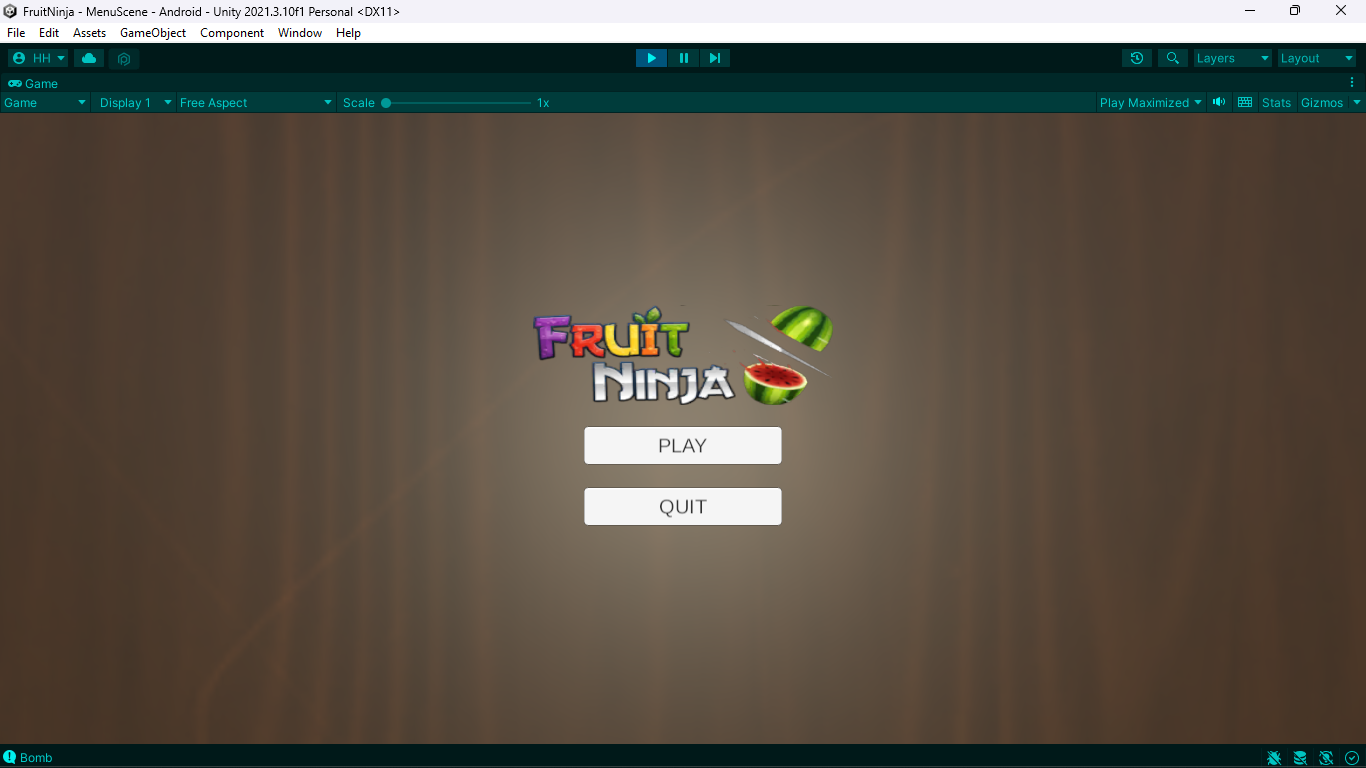 FruitNinja - MenuScene - Android - Unity 2021.3.10f1 Personal <DX11>
File Edit Assets GameObject Component Window Help
HH Layers Layout
Game
Game Display 1 Free Aspect Scale 1x Play Maximized Stats Gizmos
FRUIT
NINJA
PLAY
QUIT
Bomb